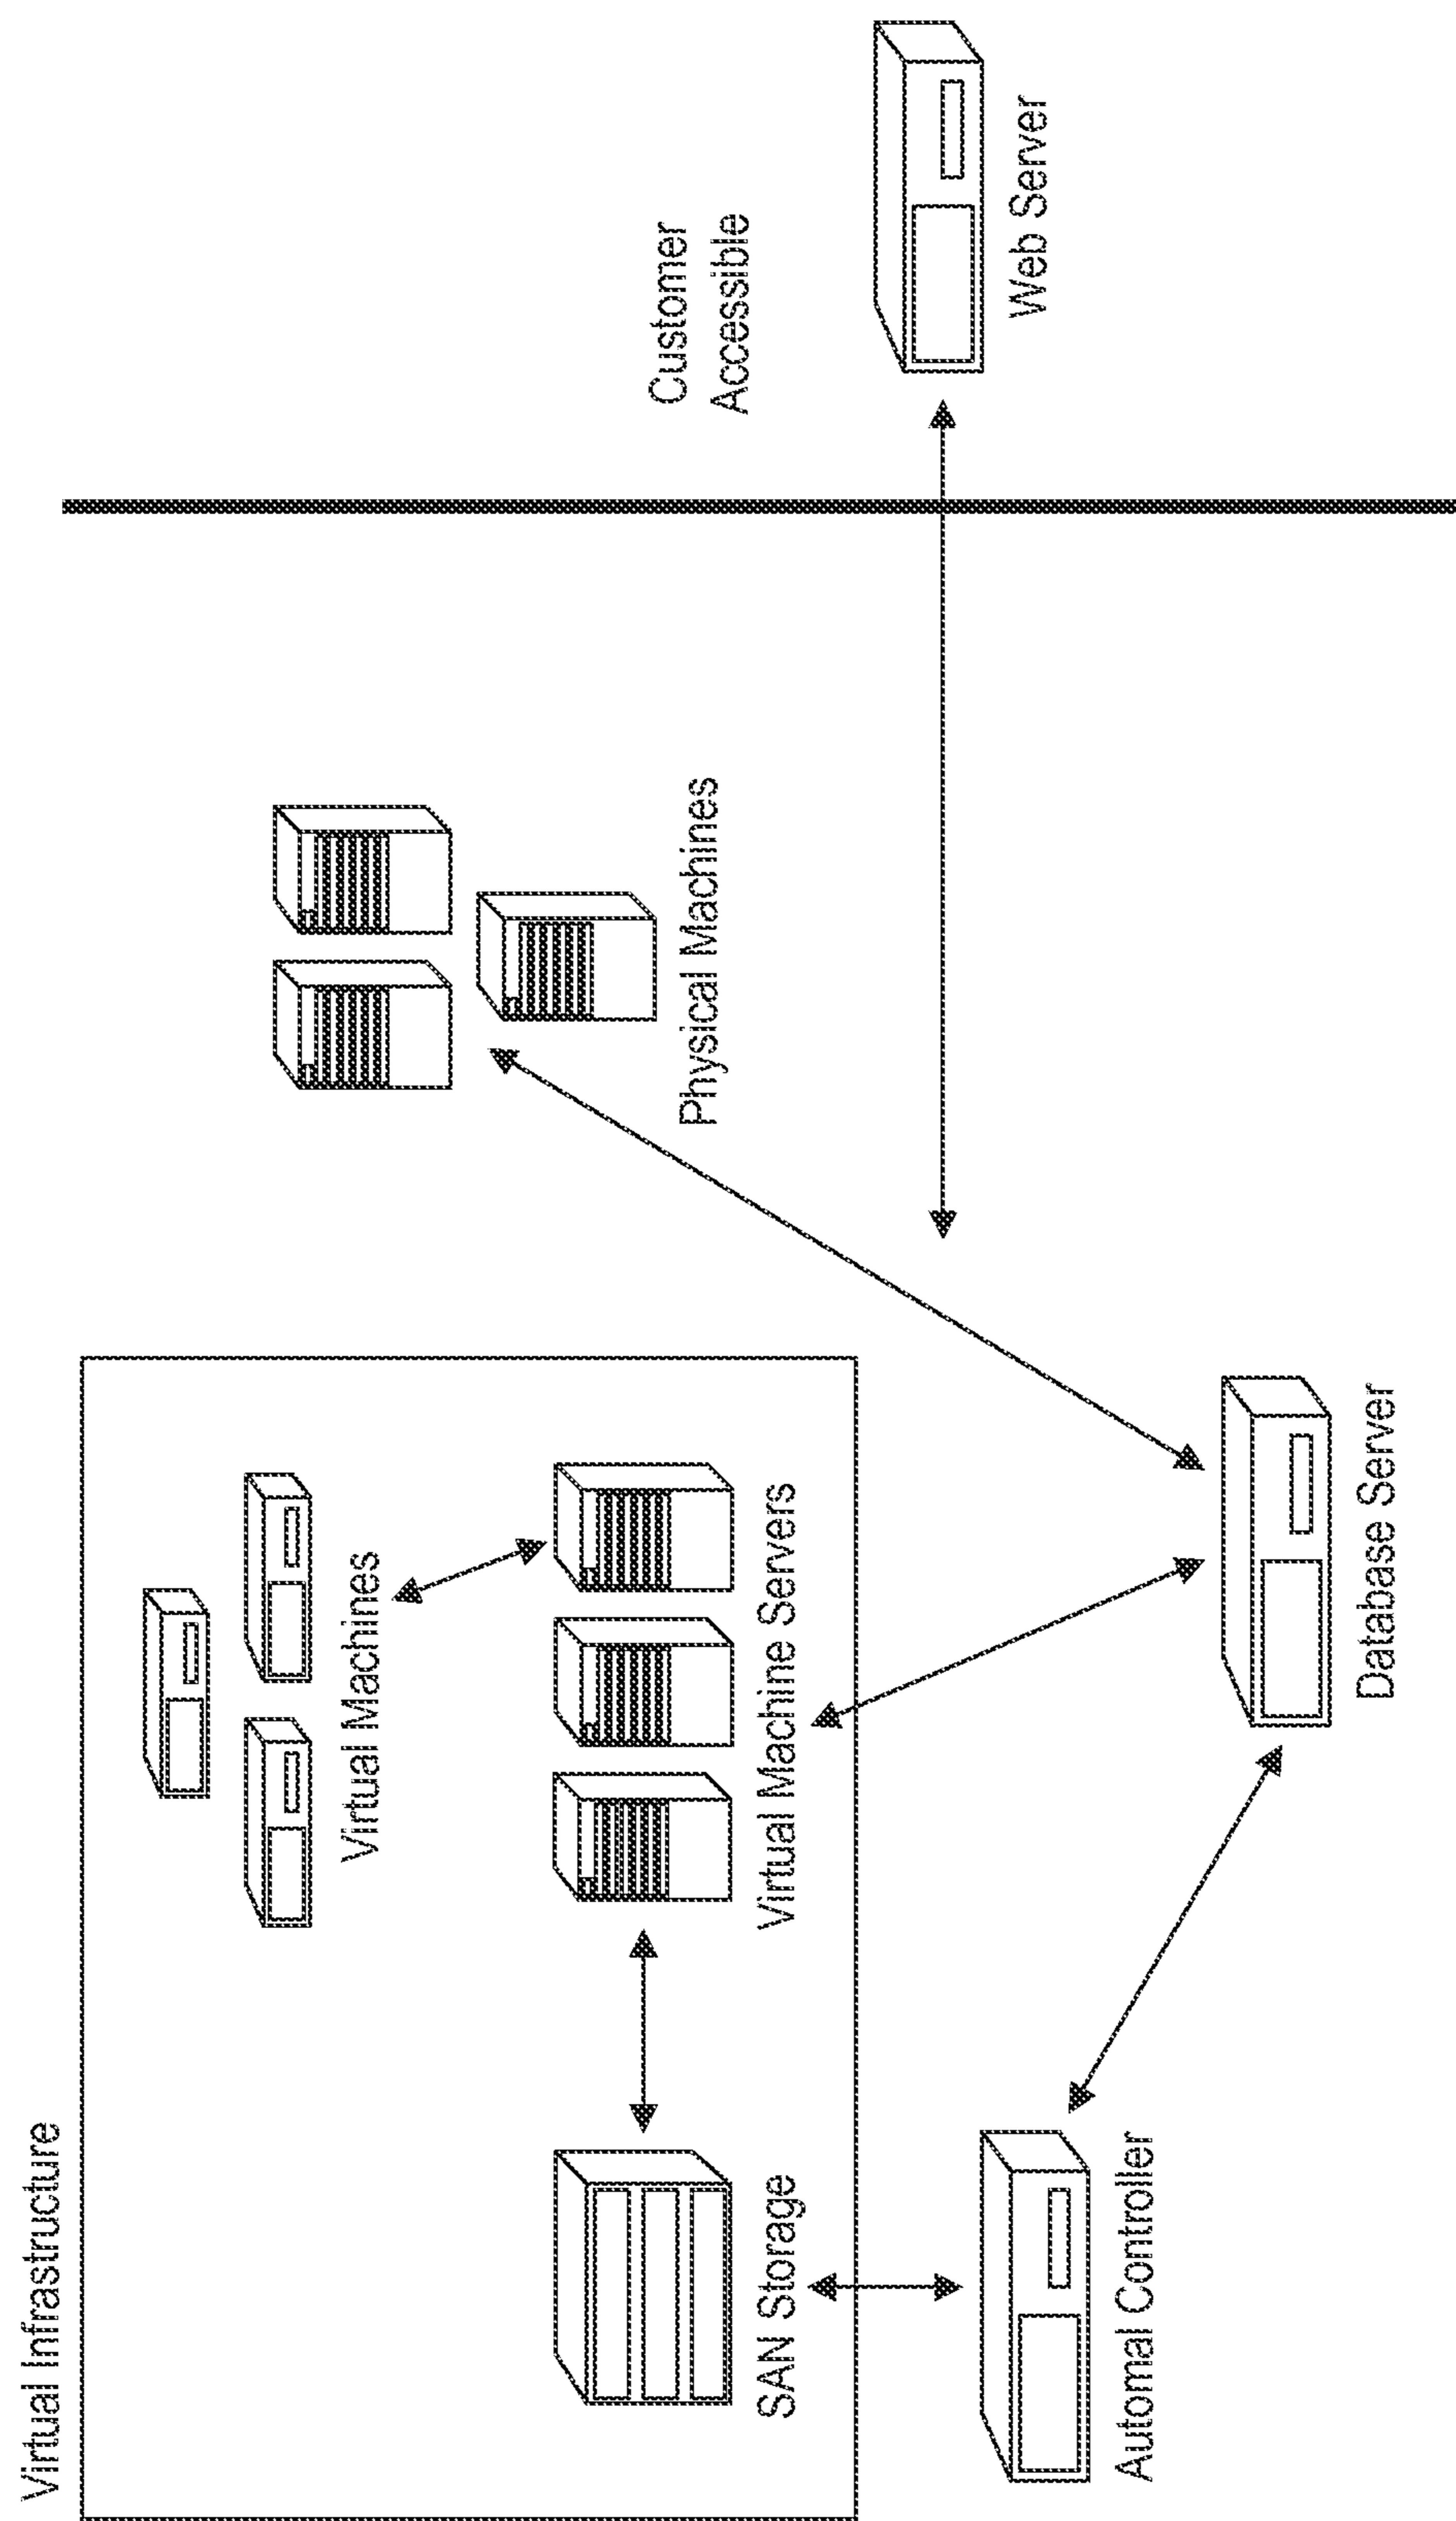 Virtual Infrastructure
Virtual Machines
SAN Storage
Virtual Machine Servers
Physical Machines
Customer
Accessible
Automal Controller
Database Server
Web Server